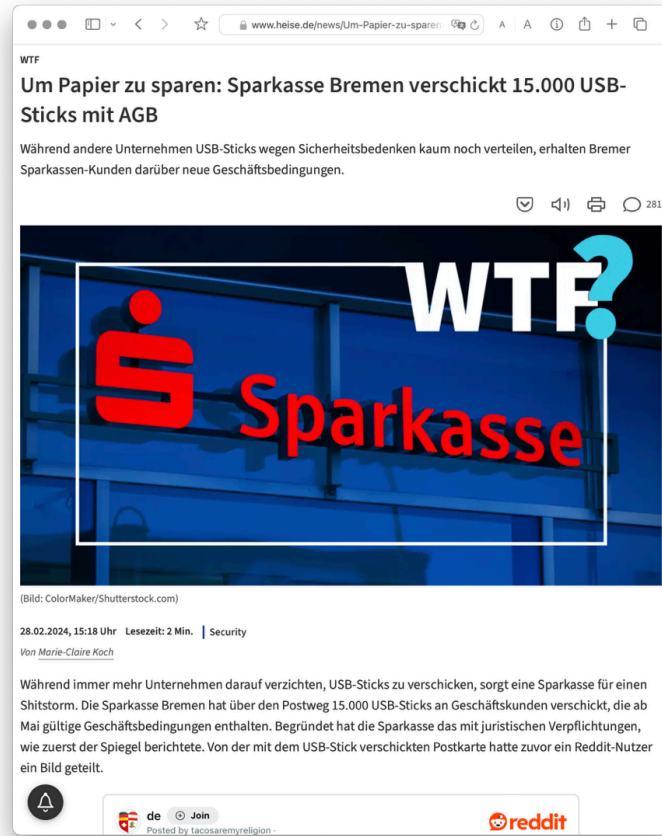 www.heise.de/news/Um-Papier-zu-sparen
A A
WTF
Um Papier zu sparen: Sparkasse Bremen verschickt 15.000 USB-
Sticks mit AGB
Während andere Unternehmen USB-Sticks wegen Sicherheitsbedenken kaum noch verteilen, erhalten Bremer
Sparkassen-Kunden darüber neue Geschäftsbedingungen.
281
WTF?
Sparkasse
(Bild: ColorMaker/Shutterstock.com)
28.02.2024, 15:18 Uhr Lesezeit: 2 Min. Security
Von Marie-Claire Koch
Während immer mehr Unternehmen darauf verzichten, USB-Sticks zu verschicken, sorgt eine Sparkasse für einen
Shitstorm. Die Sparkasse Bremen hat über den Postweg 15.000 USB-Sticks an Geschäftskunden verschickt, die ab
Mai gültige Geschäftsbedingungen enthalten. Begründet hat die Sparkasse das mit juristischen Verpflichtungen,
wie zuerst der Spiegel berichtete. Von der mit dem USB-Stick verschickten Postkarte hatte zuvor ein Reddit-Nutzer
ein Bild geteilt.
de Join
reddit
Posted by tacosaremyreligion -